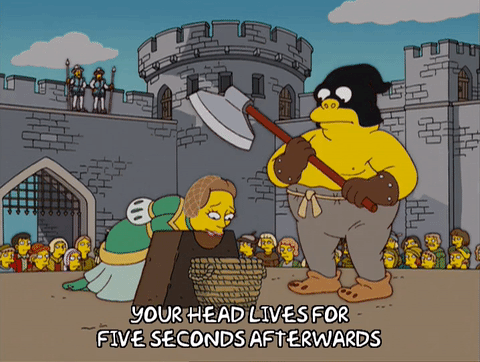 YOUR HEAD LIVES FOR
FIVE SECONDS AFTERWARDS